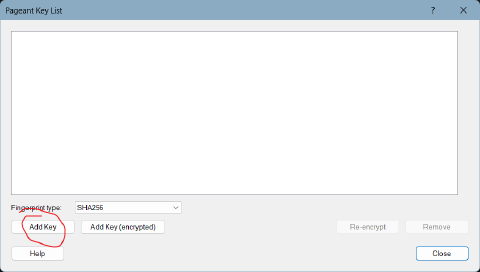 Pageant Key List
Fingerprint type: SHA256
Add Key Add Key (encrypted) Re-encrypt Remove
Help Close